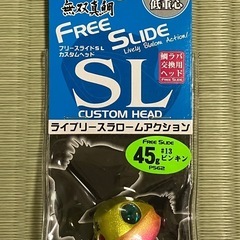 無双真鯛
低重心
FREE SLIDE
Lively Slalom Action!
フリースライドSL
カスタムヘッド
鯛ラバ
交換用
ヘッド
FREE SLIDE
SL
CUSTOM HEAD
ライブリースラロームアクション
FREE SLIDE
45g
#13
ピンキン
P562